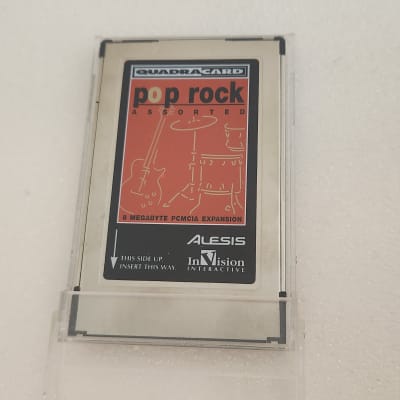 QUADRACARD
pop rock
ASSORTED
8 MEGABYTE PCMCIA EXPANSION
ALESIS
THIS SIDE UP.
INSERT THIS WAY.
InVision
INTERACTIVE